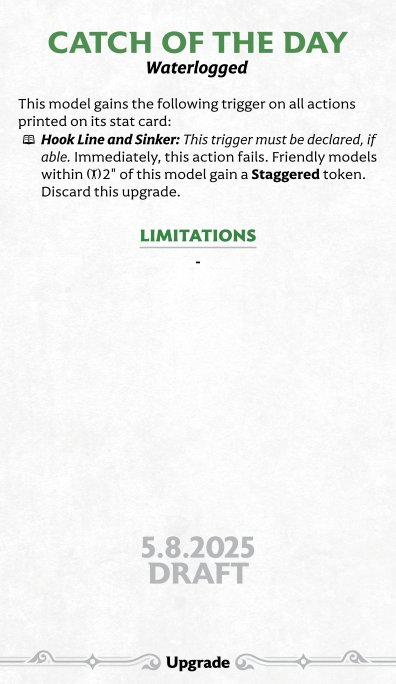 CATCH OF THE DAY
Waterlogged
This model gains the following trigger on all actions
printed on its stat card:
Hook Line and Sinker: This trigger must be declared, if
able. Immediately, this action fails. Friendly models
within 2" of this model gain a Staggered token.
Discard this upgrade.
LIMITATIONS
-
5.8.2025
DRAFT
Upgrade